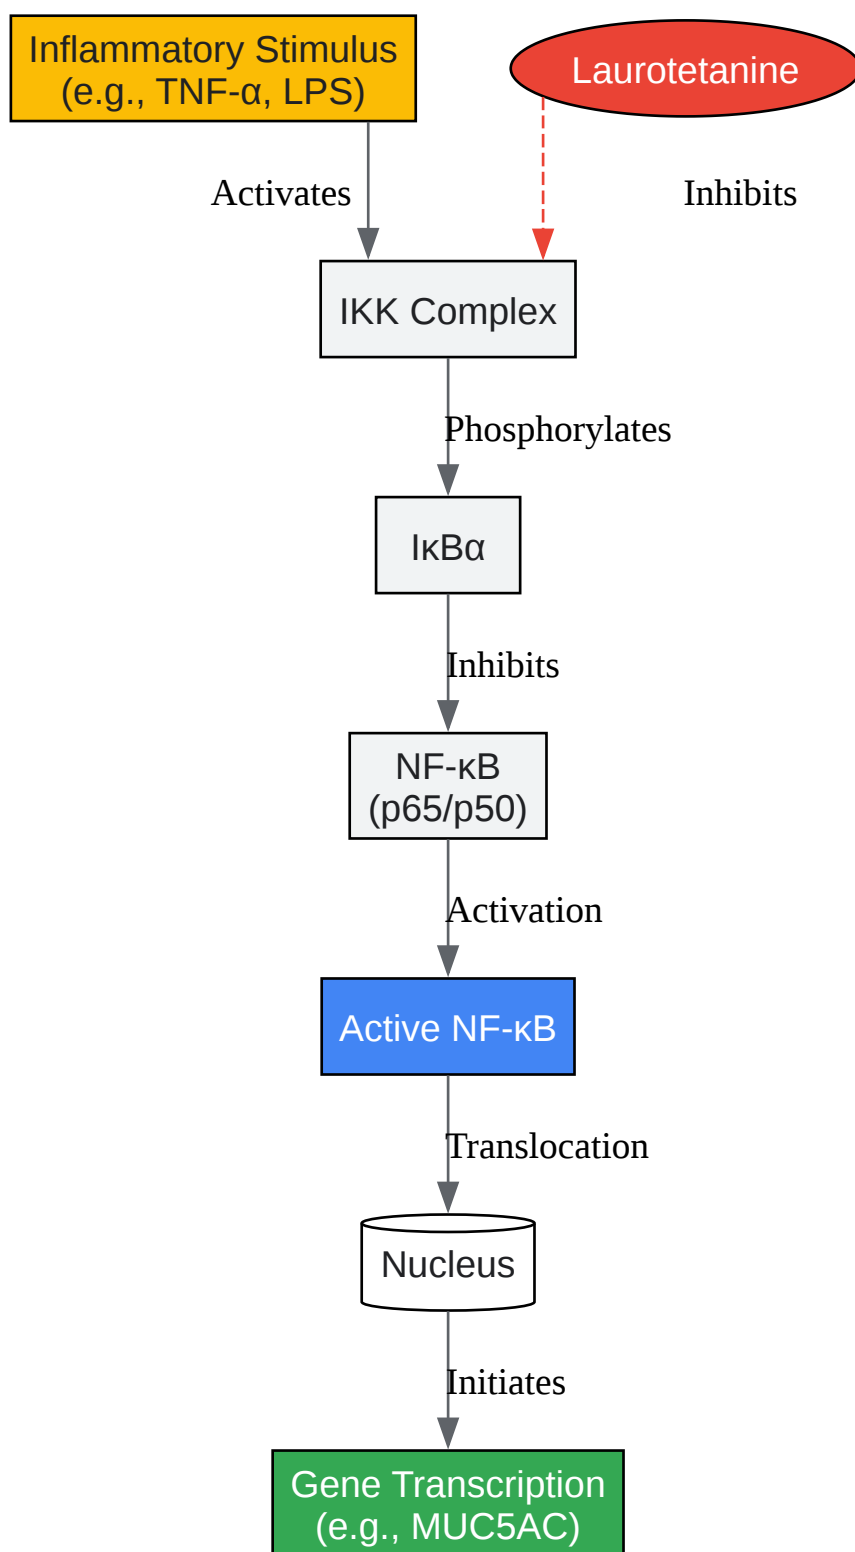 Inflammatory Stimulus
(e.g., TNF-α, LPS)
Laurotetanine
Activates
Inhibits
IKK Complex
Phosphorylates
IκBα
Inhibits
NF-κB
(p65/p50)
Activation
Active NF-κB
Translocation
Nucleus
Initiates
Gene Transcription
(e.g., MUC5AC)